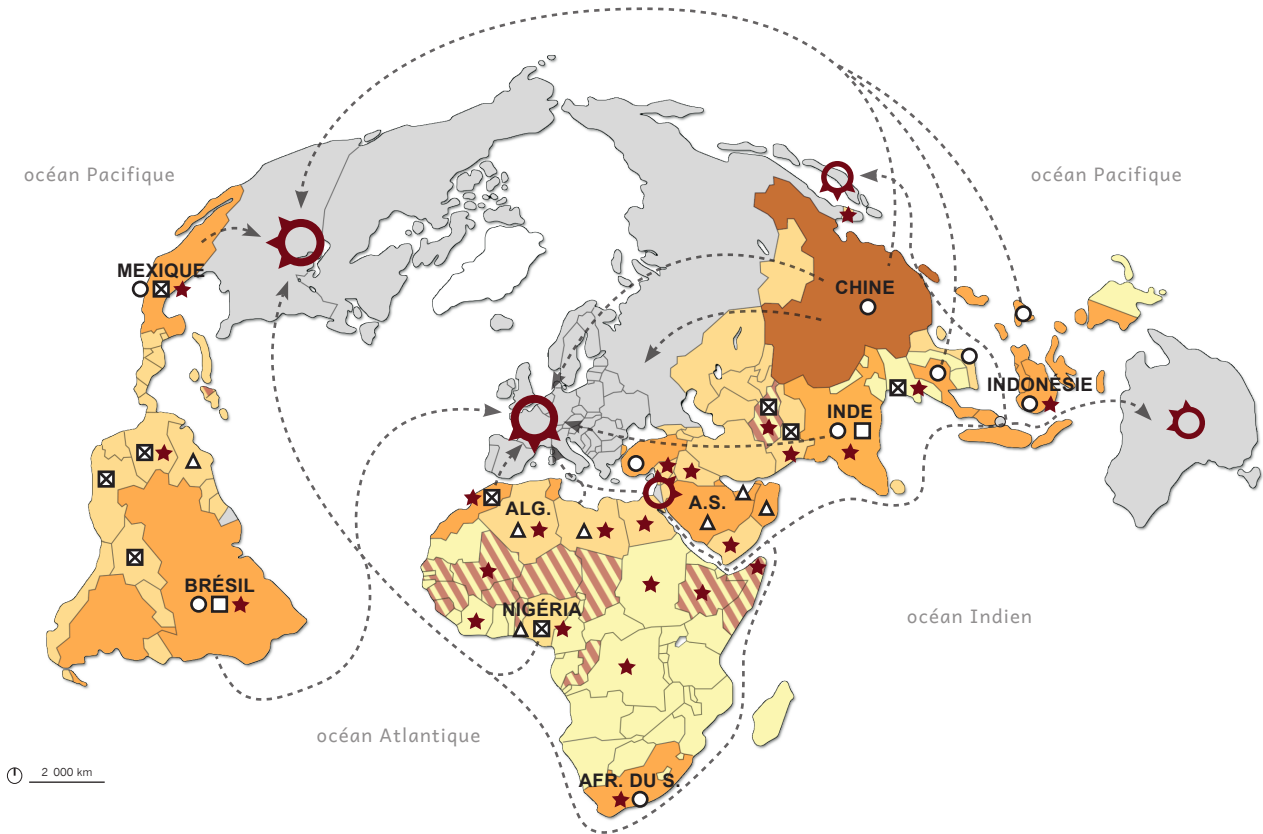 océan Pacifique
océan Pacifique
MEXIQUE
CHINE
INDONÉSIE
INDE
A.S.
ALG.
BRÉSIL
NIGÉRIA
océan Indien
océan Atlantique
2 000 km
AFR. DU S.